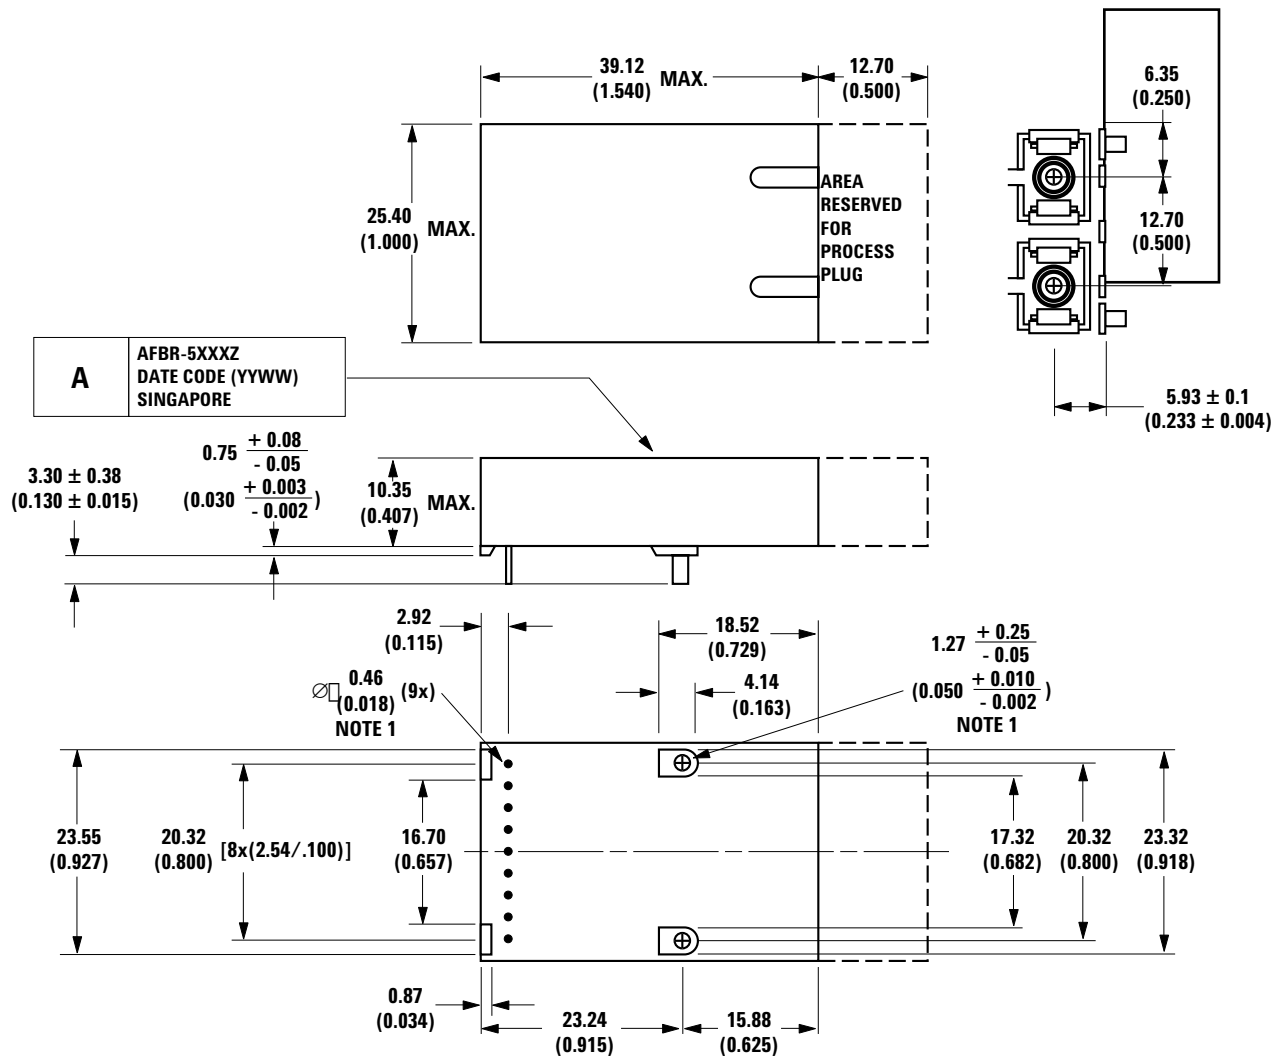 39.12
(1.540) MAX.
12.70
(0.500)
6.35
(0.250)
25.40
(1.000) MAX.
AREA
RESERVED
FOR
PROCESS
PLUG
12.70
(0.500)
A
AFBR-5XXXZ
DATE CODE (YYWW)
SINGAPORE
5.93 ± 0.1
(0.233 ± 0.004)
3.30 ± 0.38
(0.130 ± 0.015)
0.75 + 0.08
- 0.05
(0.030 + 0.003
- 0.002 )
10.35
(0.407) MAX.
2.92
(0.115)
18.52
(0.729)
4.14
(0.163)
1.27 + 0.25
- 0.05
(0.050 + 0.010
- 0.002 )
NOTE 1
∅ 0.46
(0.018) (9x)
NOTE 1
23.55
(0.927)
20.32
(0.800) [8x(2.54/.100)]
16.70
(0.657)
17.32
(0.682)
20.32
(0.800)
23.32
(0.918)
0.87
(0.034)
23.24
(0.915)
15.88
(0.625)